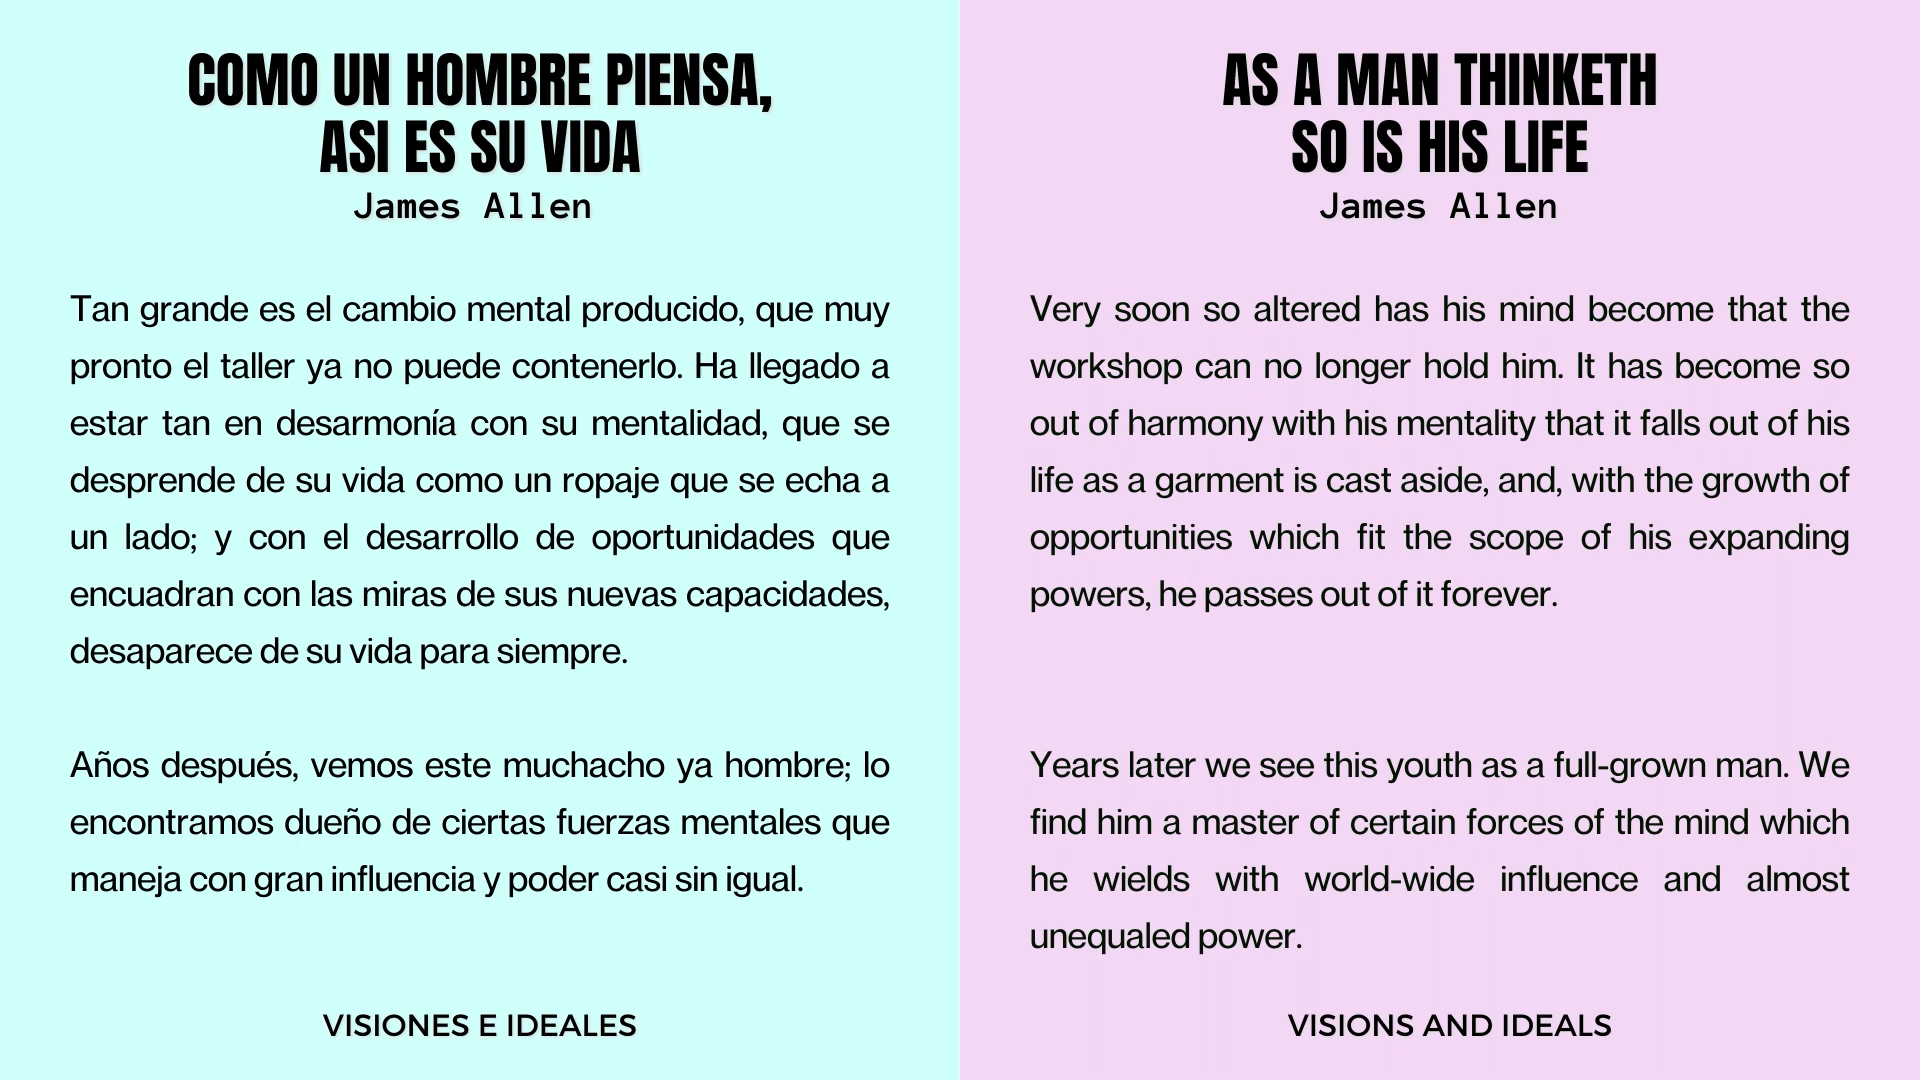 COMO UN HOMBRE PIENSA,
ASI ES SU VIDA
James Allen
Tan grande es el cambio mental producido, que muy
pronto el taller ya no puede contenerlo. Ha llegado a
estar tan en desarmonía con su mentalidad, que se
desprende de su vida como un ropaje que se echa a
un lado; y con el desarrollo de oportunidades que
encuadran con las miras de sus nuevas capacidades,
desaparece de su vida para siempre.
Años después, vemos este muchacho ya hombre; lo
encontramos dueño de ciertas fuerzas mentales que
maneja con gran influencia y poder casi sin igual.
VISIONES E IDEALES
AS A MAN THINKETH
SO IS HIS LIFE
James Allen
Very soon so altered has his mind become that the
workshop can no longer hold him. It has become so
out of harmony with his mentality that it falls out of his
life as a garment is cast aside, and, with the growth of
opportunities which fit the scope of his expanding
powers, he passes out of it forever.
Years later we see this youth as a full-grown man. We
find him a master of certain forces of the mind which
he wields with world-wide influence and almost
unequaled power.
VISIONS AND IDEALS